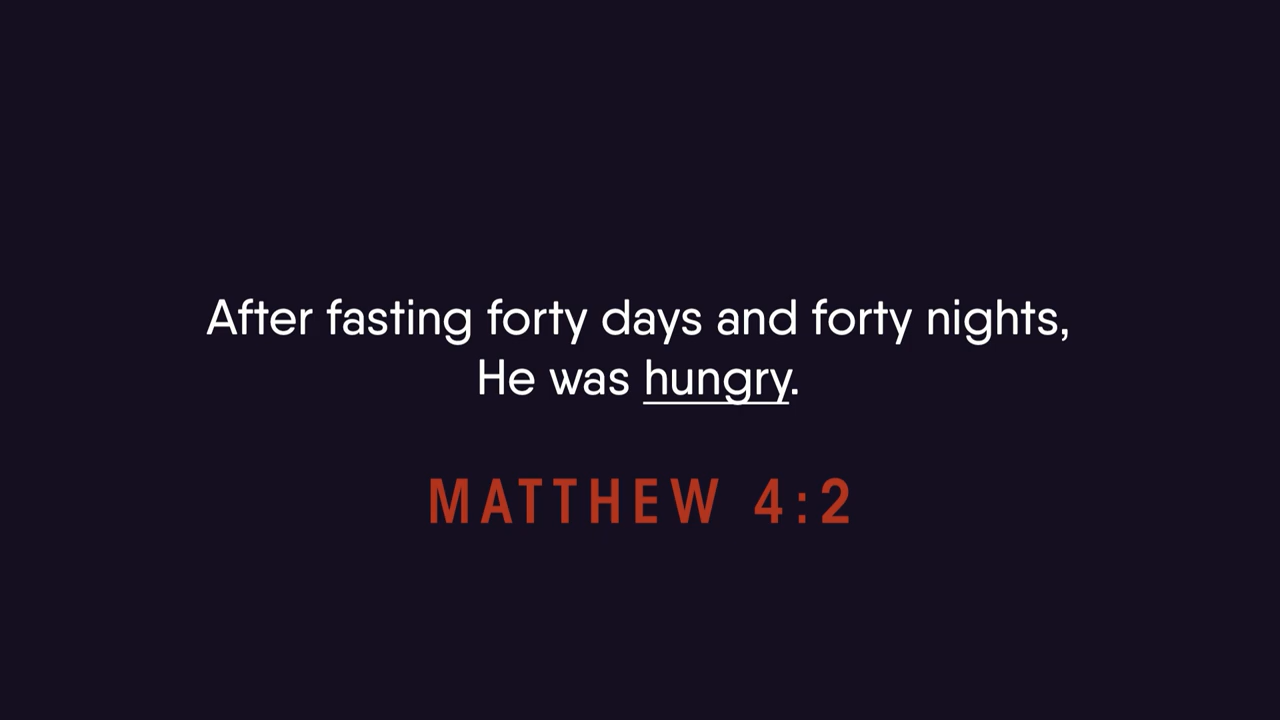 After fasting forty days and forty nights,
He was hungry.
MATTHEW 4:2